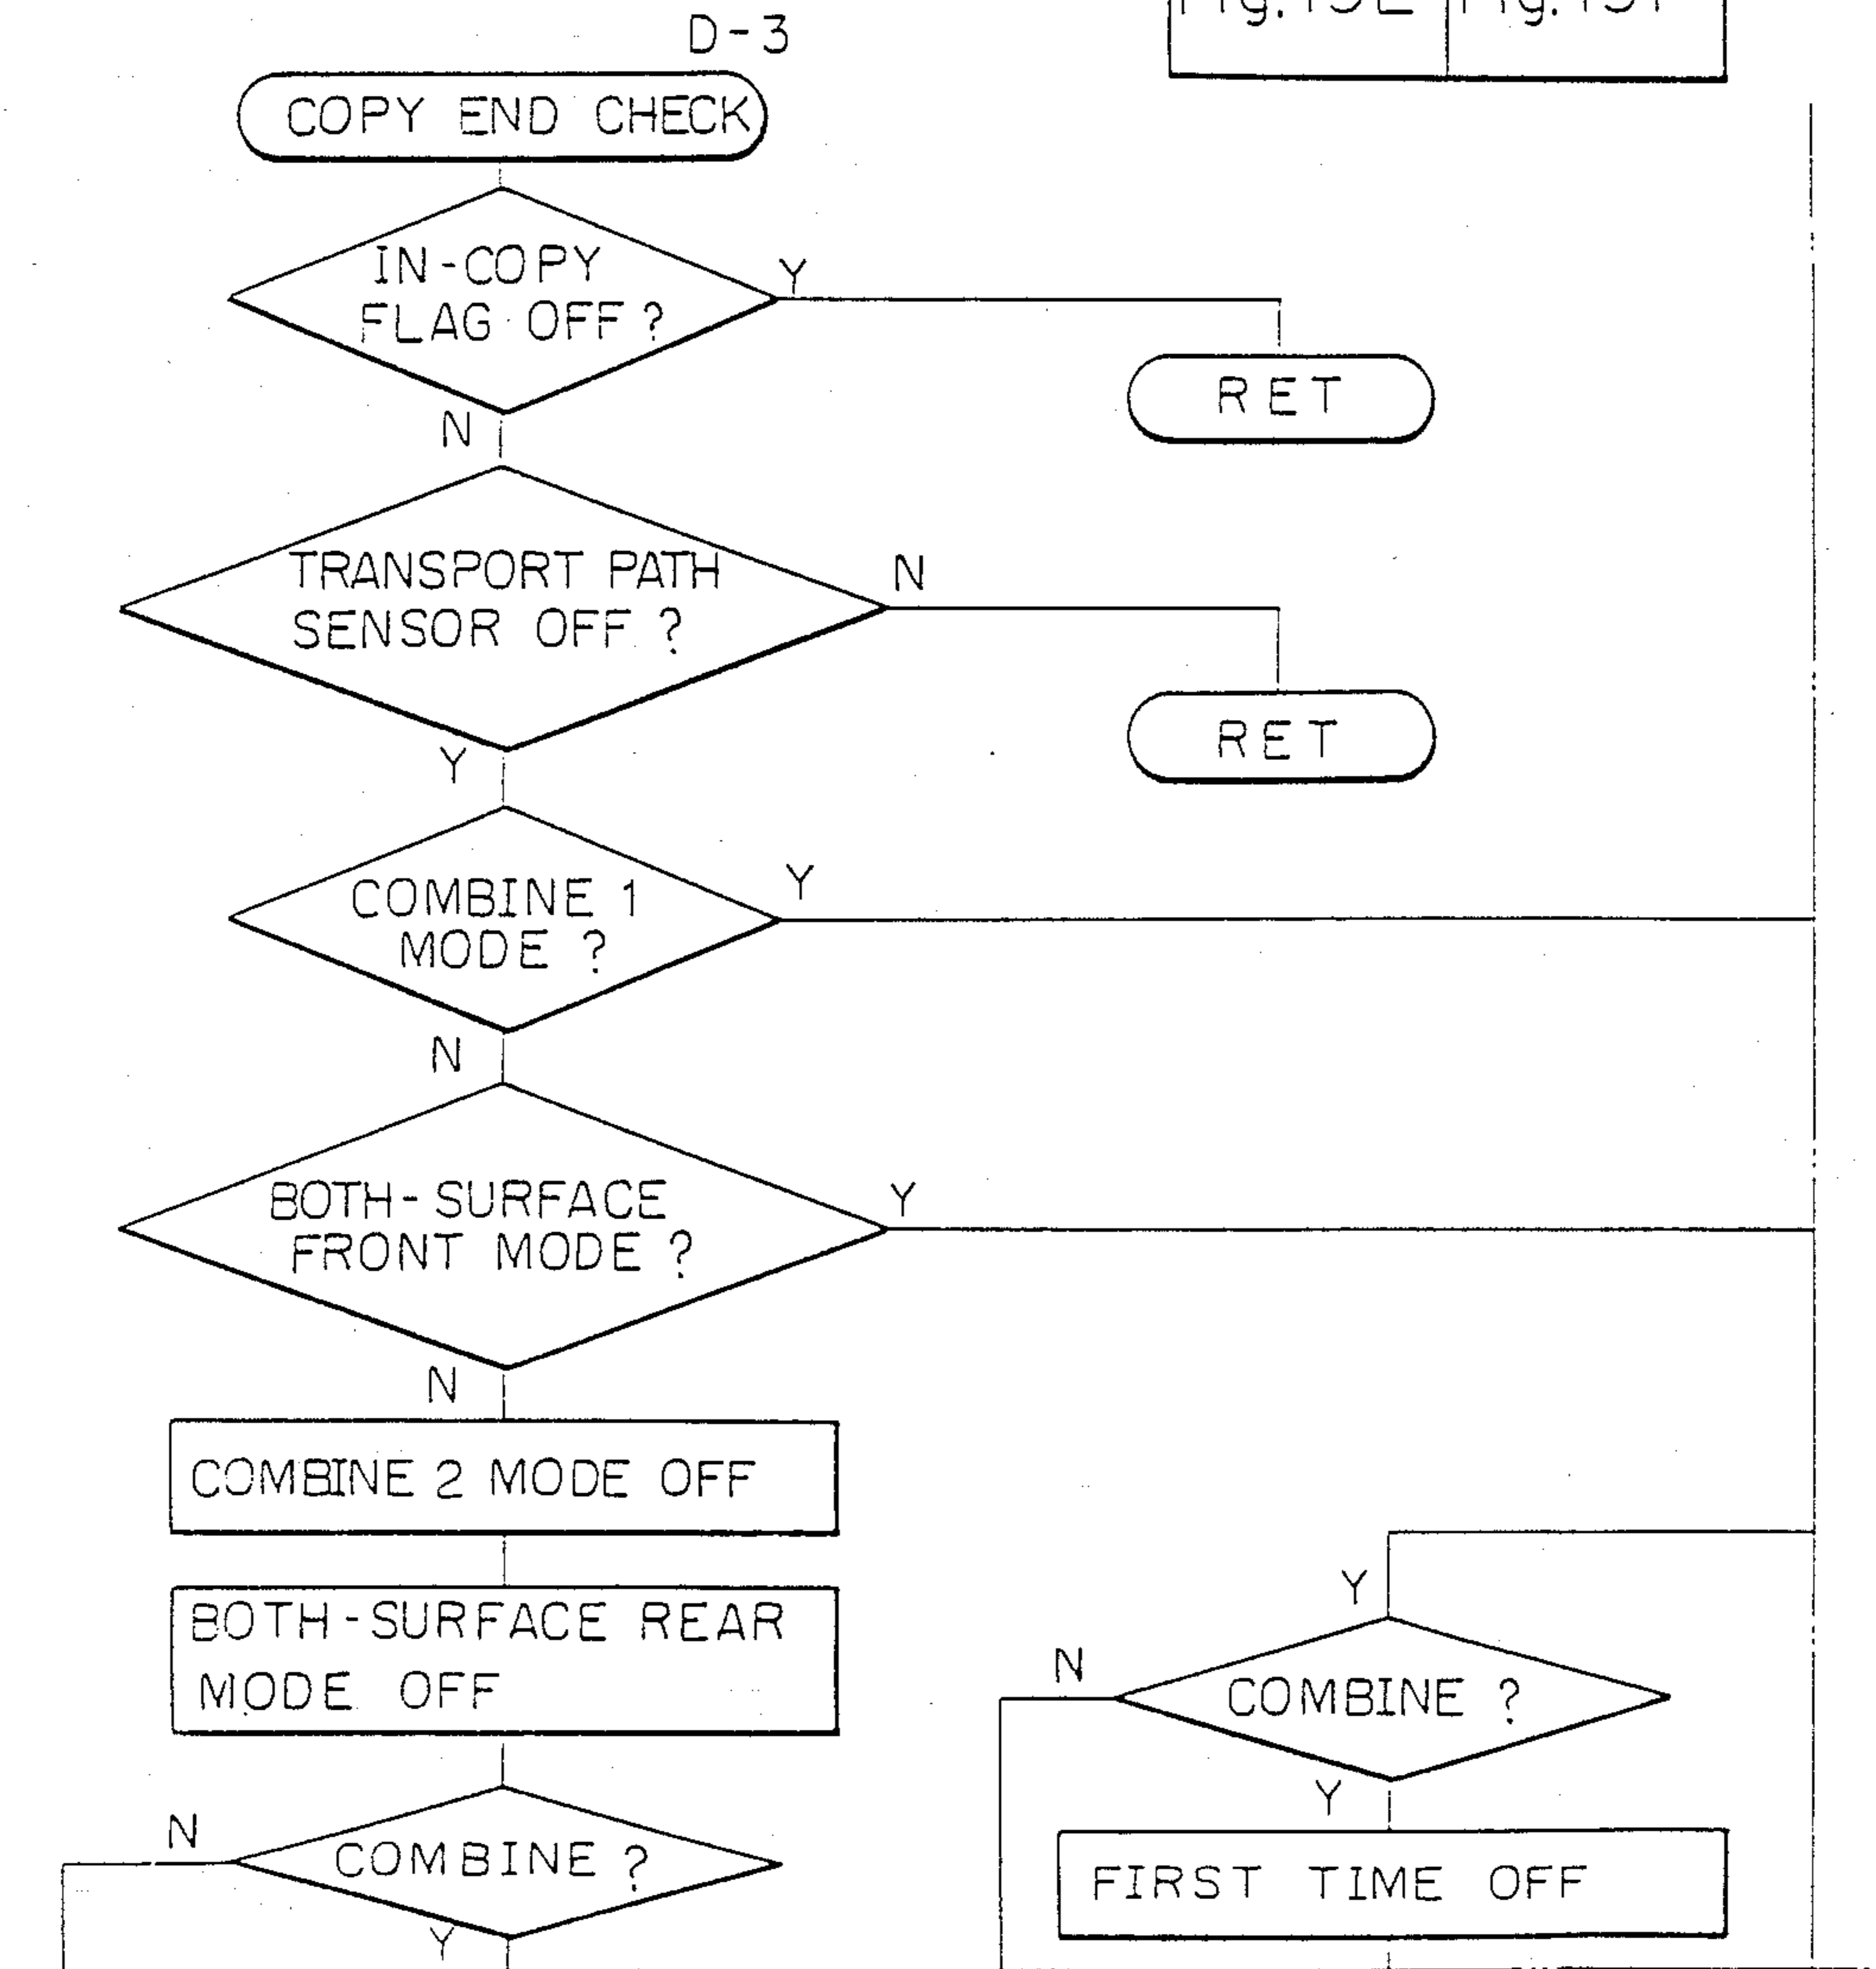 D-3
COPY END CHECK
IN-COPY
FLAG OFF ?
Y
RET
N
TRANSPORT PATH
SENSOR OFF ?
N
RET
Y
COMBINE 1
MODE ?
Y
N
BOTH-SURFACE
FRONT MODE ?
Y
N
COMBINE 2 MODE OFF
BOTH-SURFACE REAR
MODE OFF
N
COMBINE ?
Y
Y
N
COMBINE ?
Y
FIRST TIME OFF